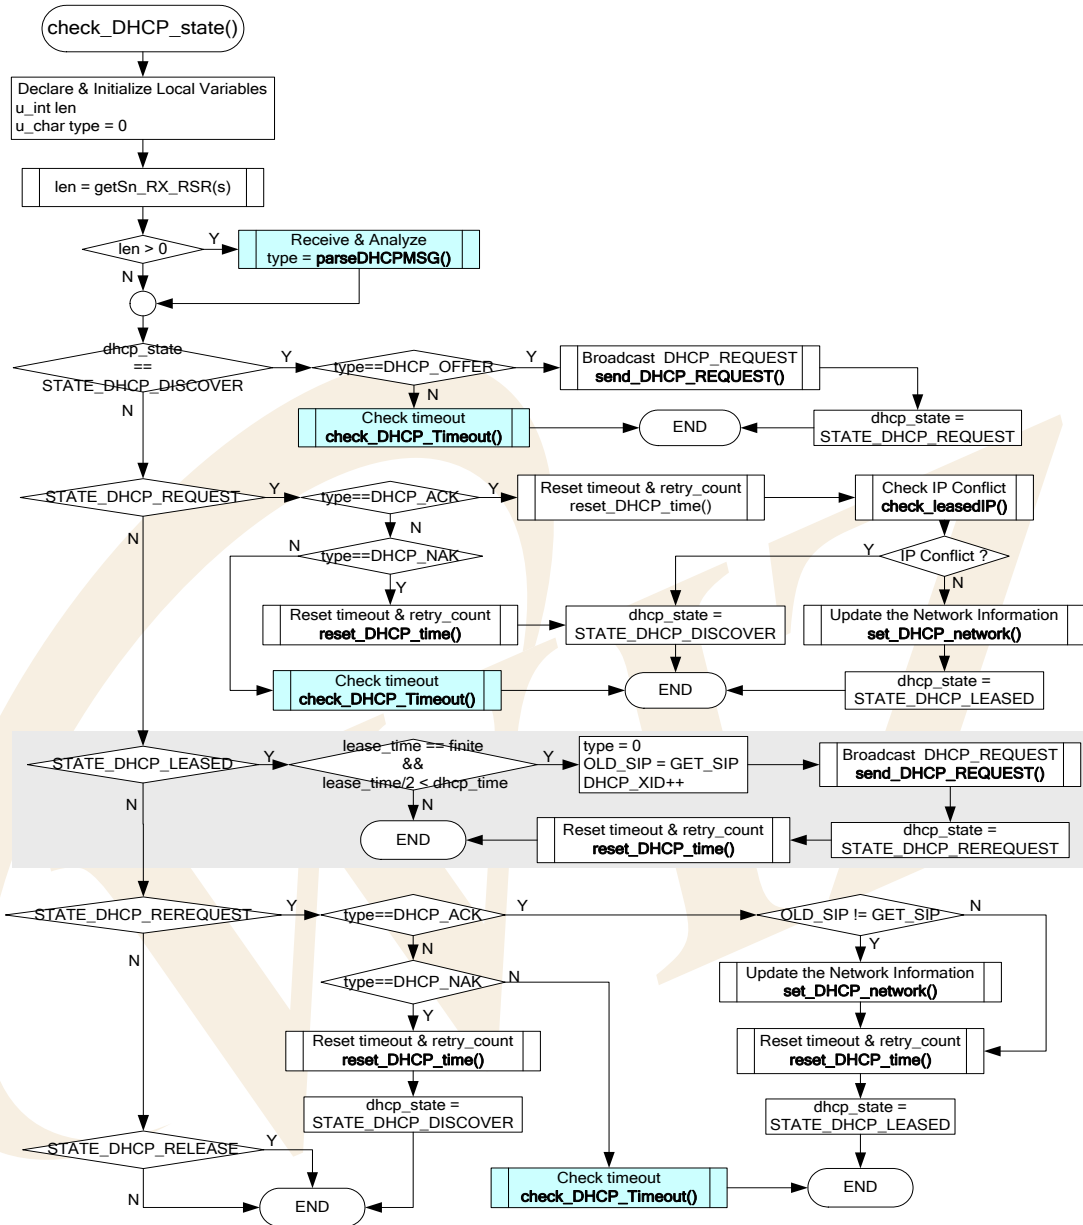 check_DHCP_state()
Declare & Initialize Local Variables
u_int len
u_char type = 0
len = getSn_RX_RSR(s)
len > 0
Y
Receive & Analyze
type = parseDHCPMSG()
N
dhcp_state
==
STATE_DHCP_DISCOVER
Y
type==DHCP_OFFER
Y
Broadcast DHCP_REQUEST
send_DHCP_REQUEST()
N
N
Check timeout
check_DHCP_Timeout()
END
dhcp_state =
STATE_DHCP_REQUEST
STATE_DHCP_REQUEST
Y
type==DHCP_ACK
Y
Reset timeout & retry_count
reset_DHCP_time()
Check IP Conflict
check_leasedIP()
N
N
N
type==DHCP_NAK
Y
IP Conflict ?
Y
N
Reset timeout & retry_count
reset_DHCP_time()
dhcp_state =
STATE_DHCP_DISCOVER
Update the Network Information
set_DHCP_network()
Check timeout
check_DHCP_Timeout()
END
dhcp_state =
STATE_DHCP_LEASED
STATE_DHCP_LEASED
Y
lease_time == finite
&&
lease_time/2 < dhcp_time
Y
type = 0
OLD_SIP = GET_SIP
DHCP_XID++
Broadcast DHCP_REQUEST
send_DHCP_REQUEST()
N
N
END
Reset timeout & retry_count
reset_DHCP_time()
dhcp_state =
STATE_DHCP_REREQUEST
STATE_DHCP_REREQUEST
Y
type==DHCP_ACK
Y
OLD_SIP != GET_SIP
N
N
N
Y
type==DHCP_NAK
N
Update the Network Information
set_DHCP_network()
Y
Reset timeout & retry_count
reset_DHCP_time()
Reset timeout & retry_count
reset_DHCP_time()
dhcp_state =
STATE_DHCP_DISCOVER
dhcp_state =
STATE_DHCP_LEASED
STATE_DHCP_RELEASE
Y
N
END
Check timeout
check_DHCP_Timeout()
END